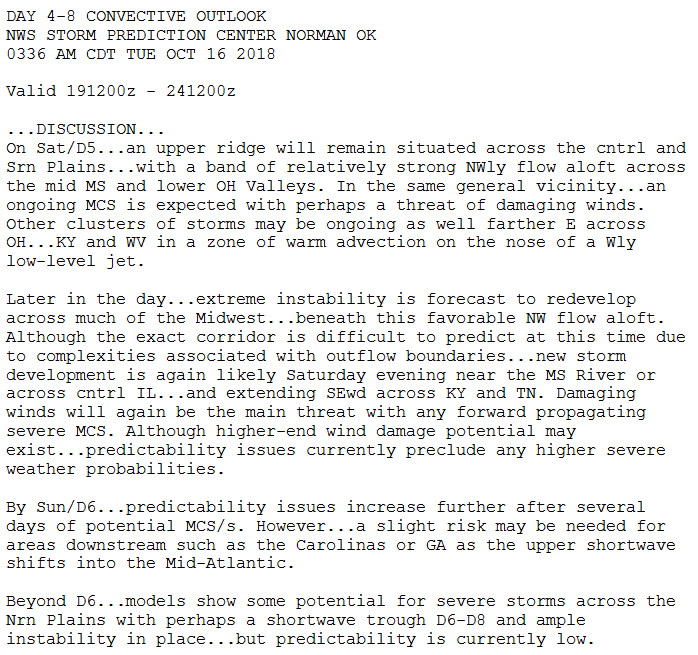 DAY 4-8 CONVECTIVE OUTLOOK
NWS STORM PREDICTION CENTER NORMAN OK
0336 AM CDT TUE OCT 16 2018
Valid 191200z - 241200z
...DISCUSSION...
On Sat/D5...an upper ridge will remain situated across the cntrl and
Srn Plains...with a band of relatively strong NWly flow aloft across
the mid MS and lower OH Valleys. In the same general vicinity...an
ongoing MCS is expected with perhaps a threat of damaging winds.
Other clusters of storms may be ongoing as well farther E across
OH...KY and WV in a zone of warm advection on the nose of a Wly
low-level jet.
Later in the day...extreme instability is forecast to redevelop
across much of the Midwest...beneath this favorable NW flow aloft.
Although the exact corridor is difficult to predict at this time due
to complexities associated with outflow boundaries...new storm
development is again likely Saturday evening near the MS River or
across cntrl IL...and extending SEwd across KY and TN. Damaging
winds will again be the main threat with any forward propagating
severe MCS. Although higher-end wind damage potential may
exist...predictability issues currently preclude any higher severe
weather probabilities.
By Sun/D6...predictability issues increase further after several
days of potential MCS/s. However...a slight risk may be needed for
areas downstream such as the Carolinas or GA as the upper shortwave
shifts into the Mid-Atlantic.
Beyond D6...models show some potential for severe storms across the
Nrn Plains with perhaps a shortwave trough D6-D8 and ample
instability in place...but predictability is currently low.